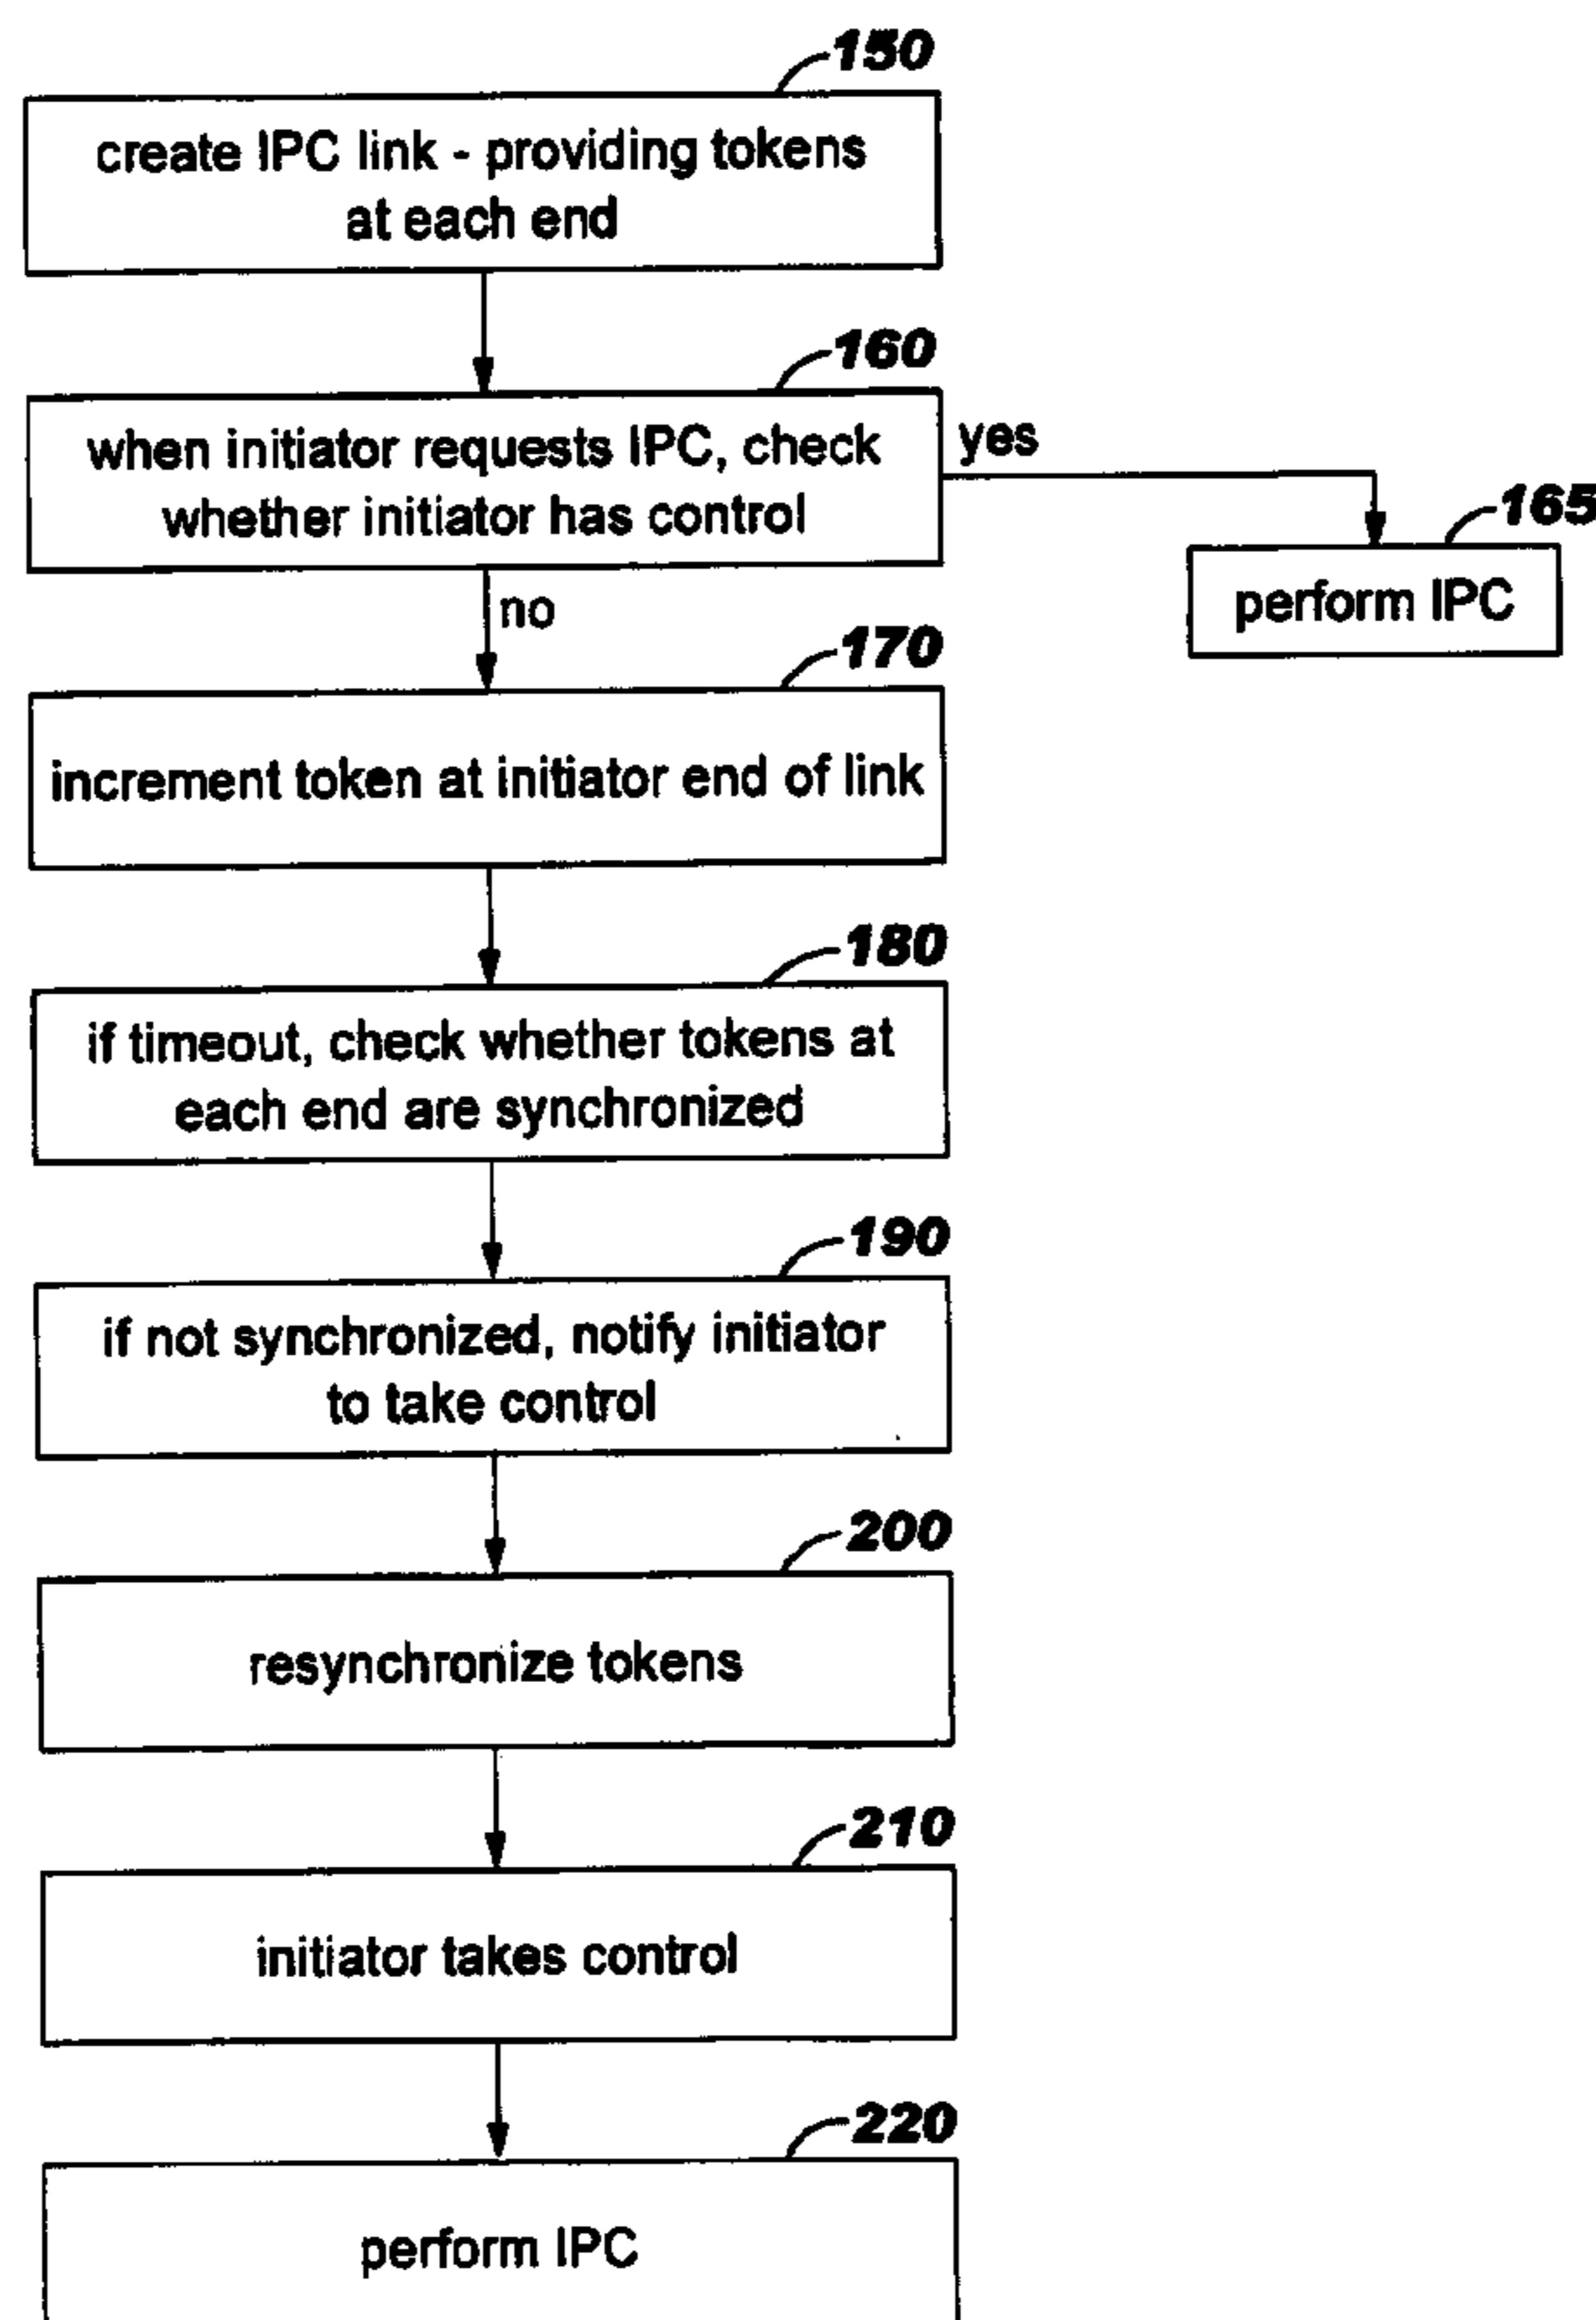 150
create IPC link - providing tokens
at each end
160
when initiator requests IPC, check
whether initiator has control
yes
165
perform IPC
no
170
increment token at initiator end of link
180
if timeout, check whether tokens at
each end are synchronized
190
if not synchronized, notify initiator
to take control
200
resynchronize tokens
210
initiator takes control
220
perform IPC